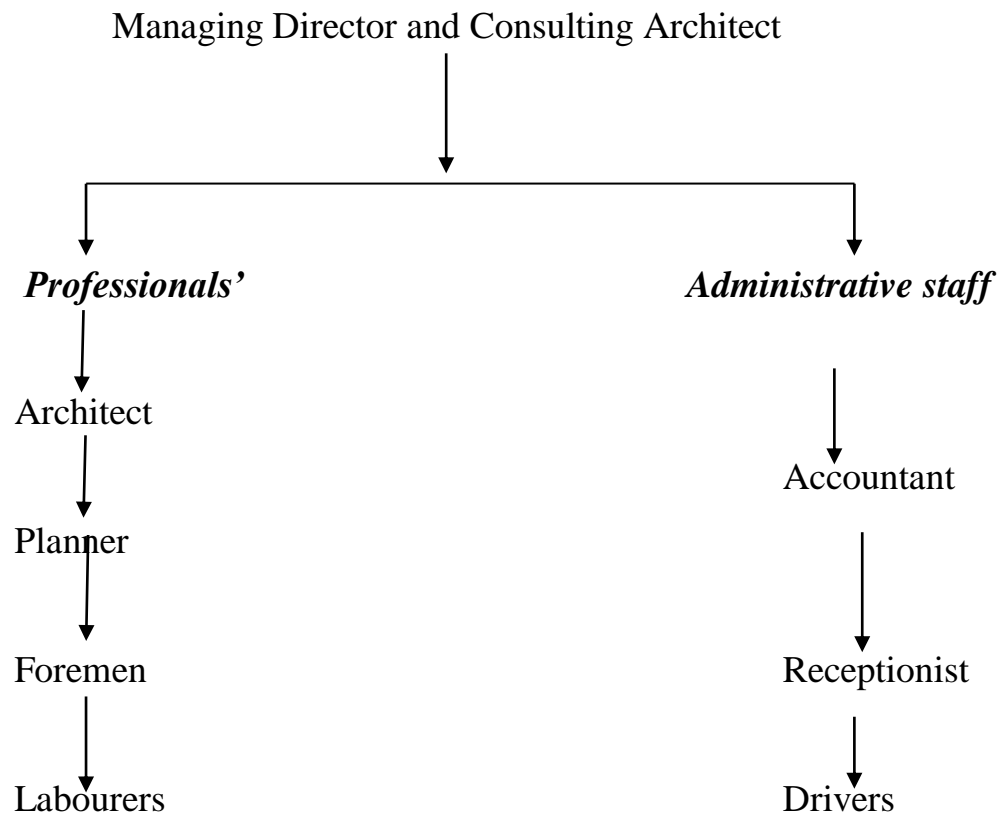 Managing Director and Consulting Architect
Professionals’
Administrative staff
Architect
Accountant
Planner
Foremen
Receptionist
Labourers
Drivers